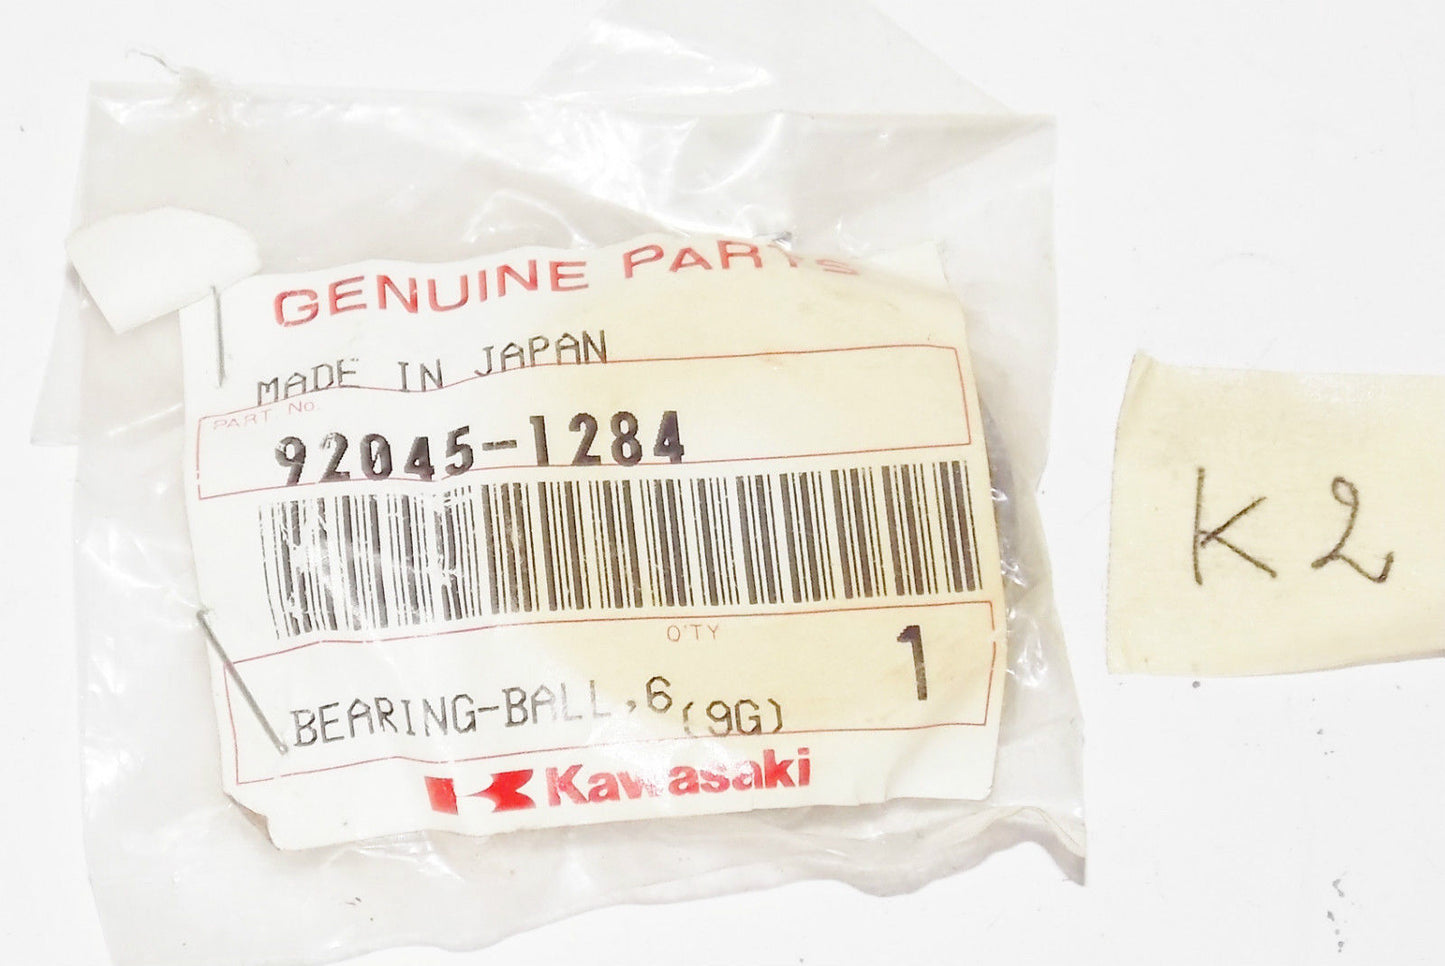 GENUINE PARTS
MADE IN JAPAN
PART. No.
92045-1284
Q'TY
1
BEARING-BALL,6(9G)
Kawasaki
K2